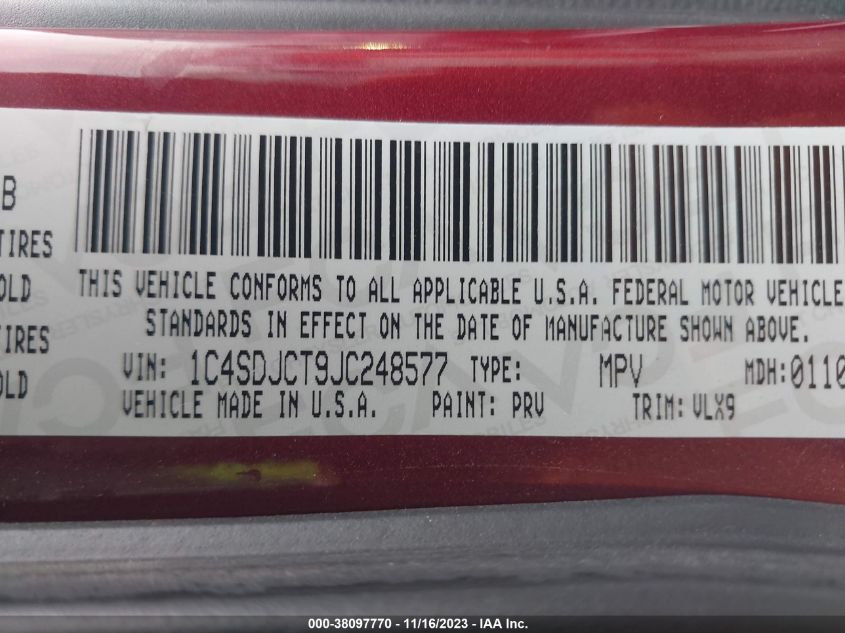 B
TIRES
OLD
TIRES
OLD
THIS VEHICLE CONFORMS TO ALL APPLICABLE U.S.A. FEDERAL MOTOR VEHICLE
STANDARDS IN EFFECT ON THE DATE OF MANUFACTURE SHOWN ABOVE.
VIN: 1C4SDJCT9JC248577 TYPE: MPV MDH:0110
VEHICLE MADE IN U.S.A. PAINT: PRV TRIM: VLX9
000-38097770 - 11/16/2023 - IAA Inc.